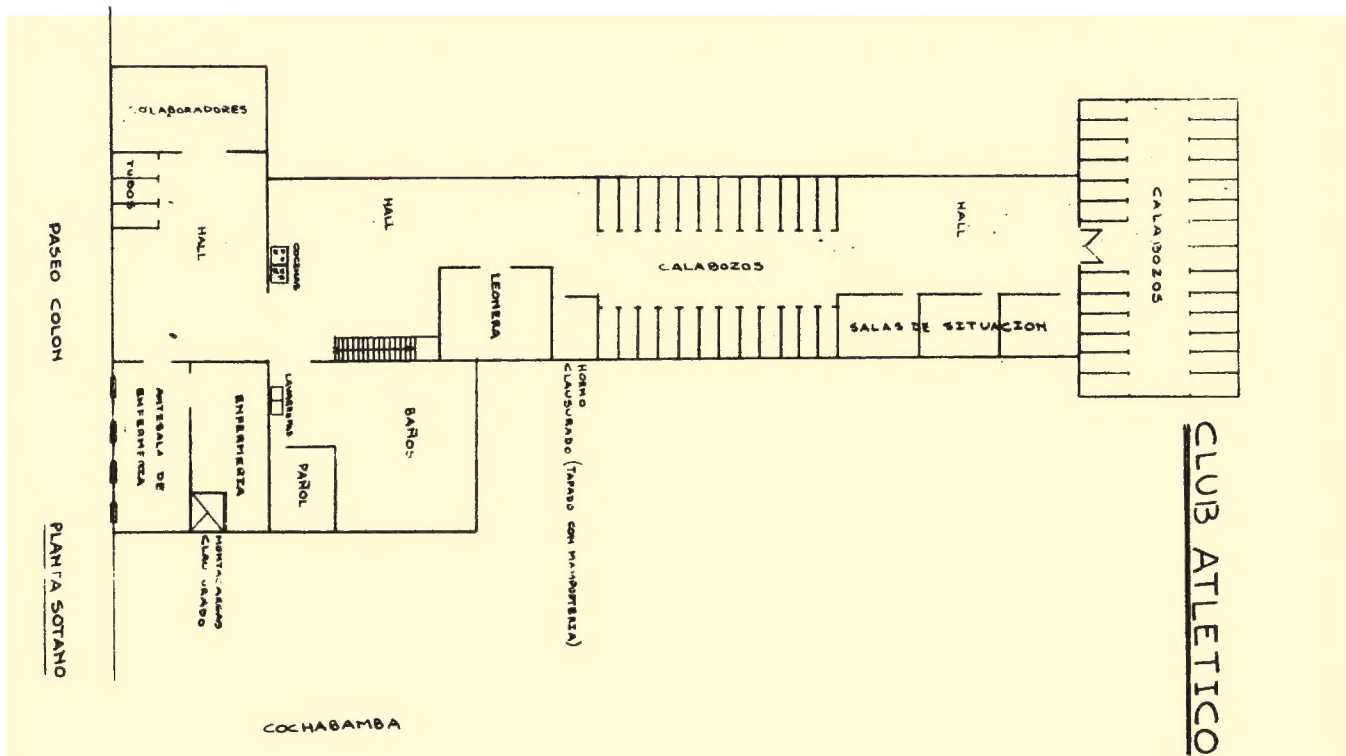 COLABORADORES
TUBOS
HALL
COCINAS
HALL
LEONERA
CALABOZOS
HALL
SALAS DE SITUACION
CALABOZOS
PASEO COLON
ANTESALA DE
ENFERMERIA
ENFERMERIA
LAVARROPAS
PAÑOL
BAÑOS
HORNO
CLAUSURADO (TAPADO CON MAMPOSTERIA)
MONTACARGAS
CLAUSURADO
CLUB ATLETICO
PLANTA SOTANO
COCHABAMBA